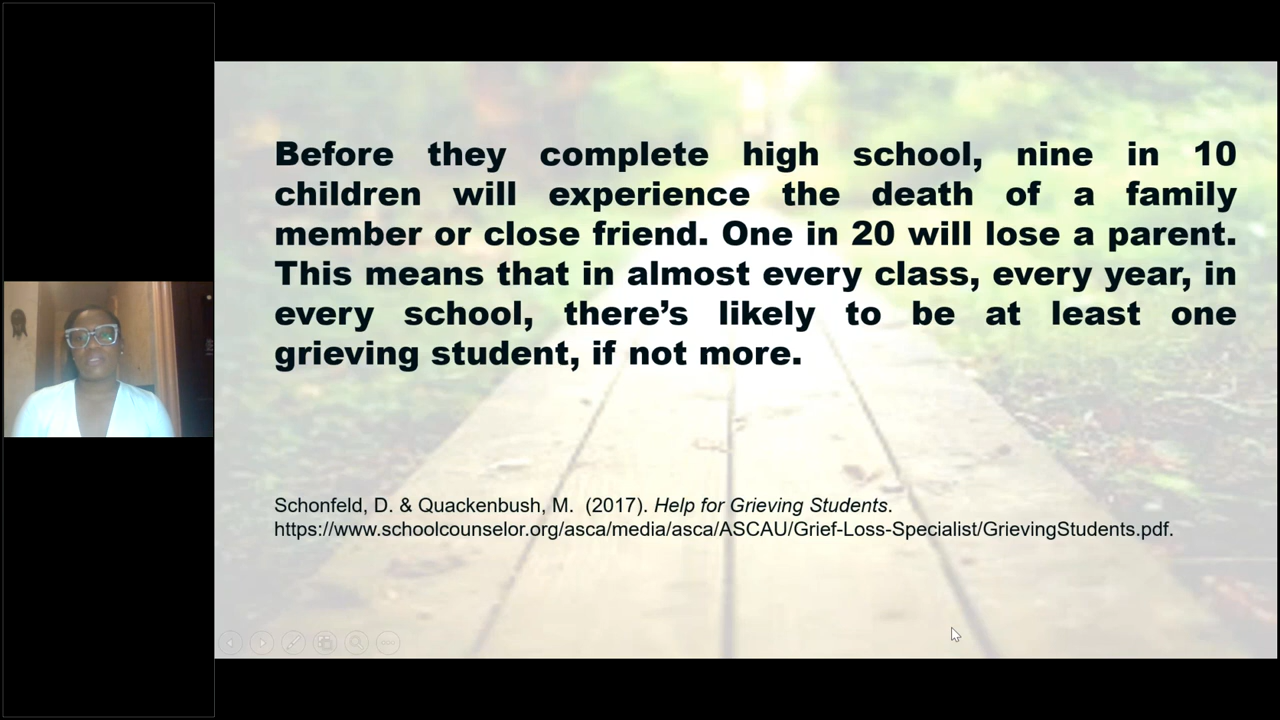 Before they complete high school, nine in 10
children will experience the death of a family
member or close friend. One in 20 will lose a parent.
This means that in almost every class, every year, in
every school, there’s likely to be at least one
grieving student, if not more.
Schonfeld, D. & Quackenbush, M. (2017). Help for Grieving Students.
https://www.schoolcounselor.org/asca/media/asca/ASCAU/Grief-Loss-Specialist/GrievingStudents.pdf.